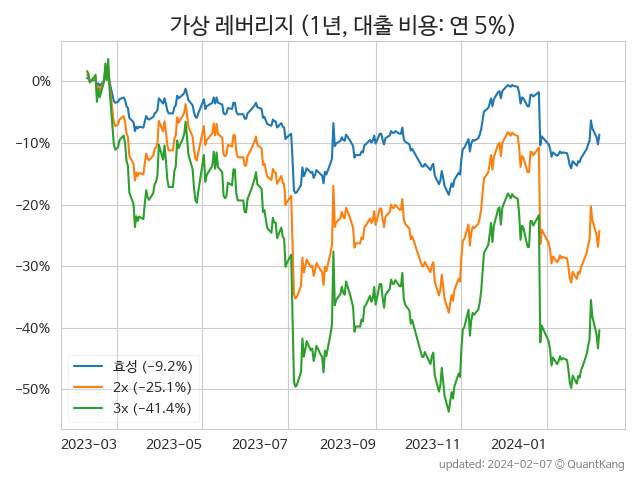 가상 레버리지 (1년, 대출 비용: 연 5%)
0%
−10%
−20%
−30%
−40%
−50%
효성 (−9.2%)
2x (−25.1%)
3x (−41.4%)
2023-03 2023-05 2023-07 2023-09 2023-11 2024-01
updated: 2024-02-07 © QuantKang